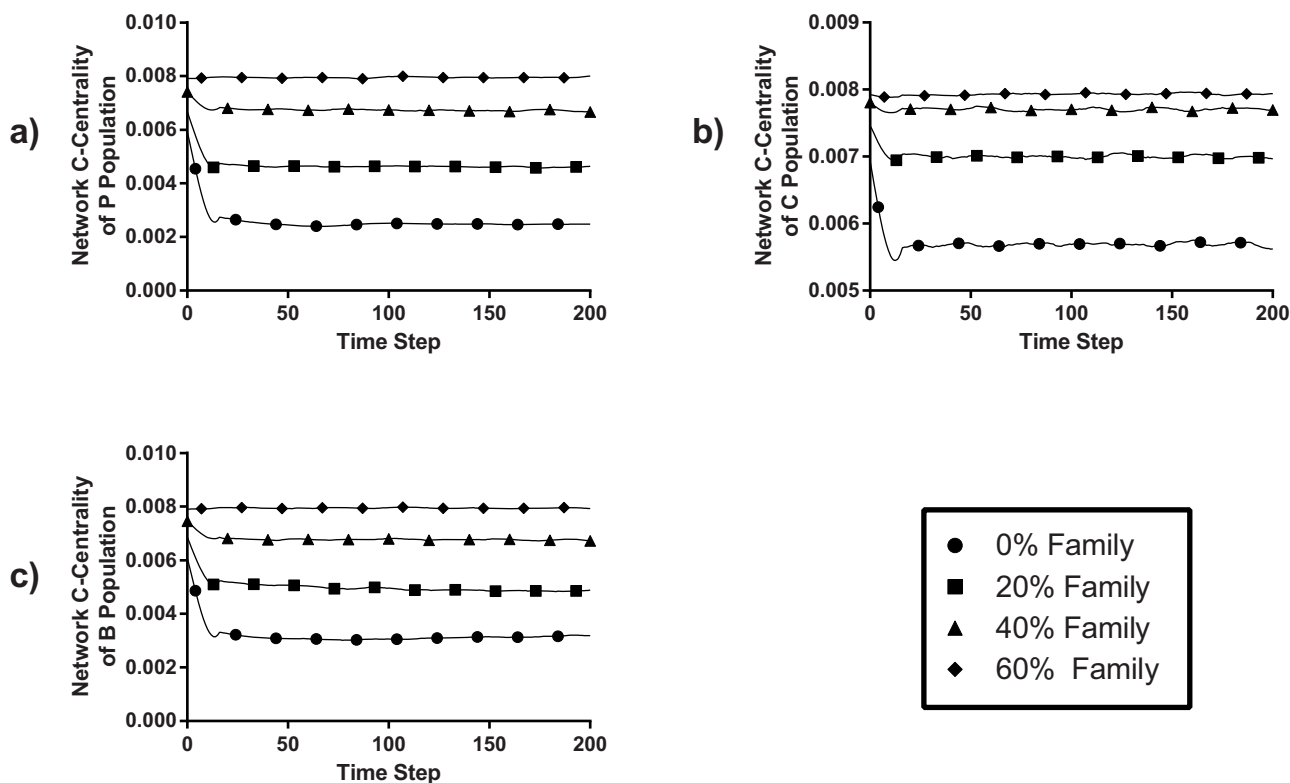 a)
Network C-Centrality
of P Population
0.010
0.008
0.006
0.004
0.002
0.000
0 50 100 150 200
Time Step
b)
Network C-Centrality
of C Population
0.009
0.008
0.007
0.006
0.005
0 50 100 150 200
Time Step
c)
Network C-Centrality
of B Population
0.010
0.008
0.006
0.004
0.002
0.000
0 50 100 150 200
Time Step
0% Family
20% Family
40% Family
60% Family